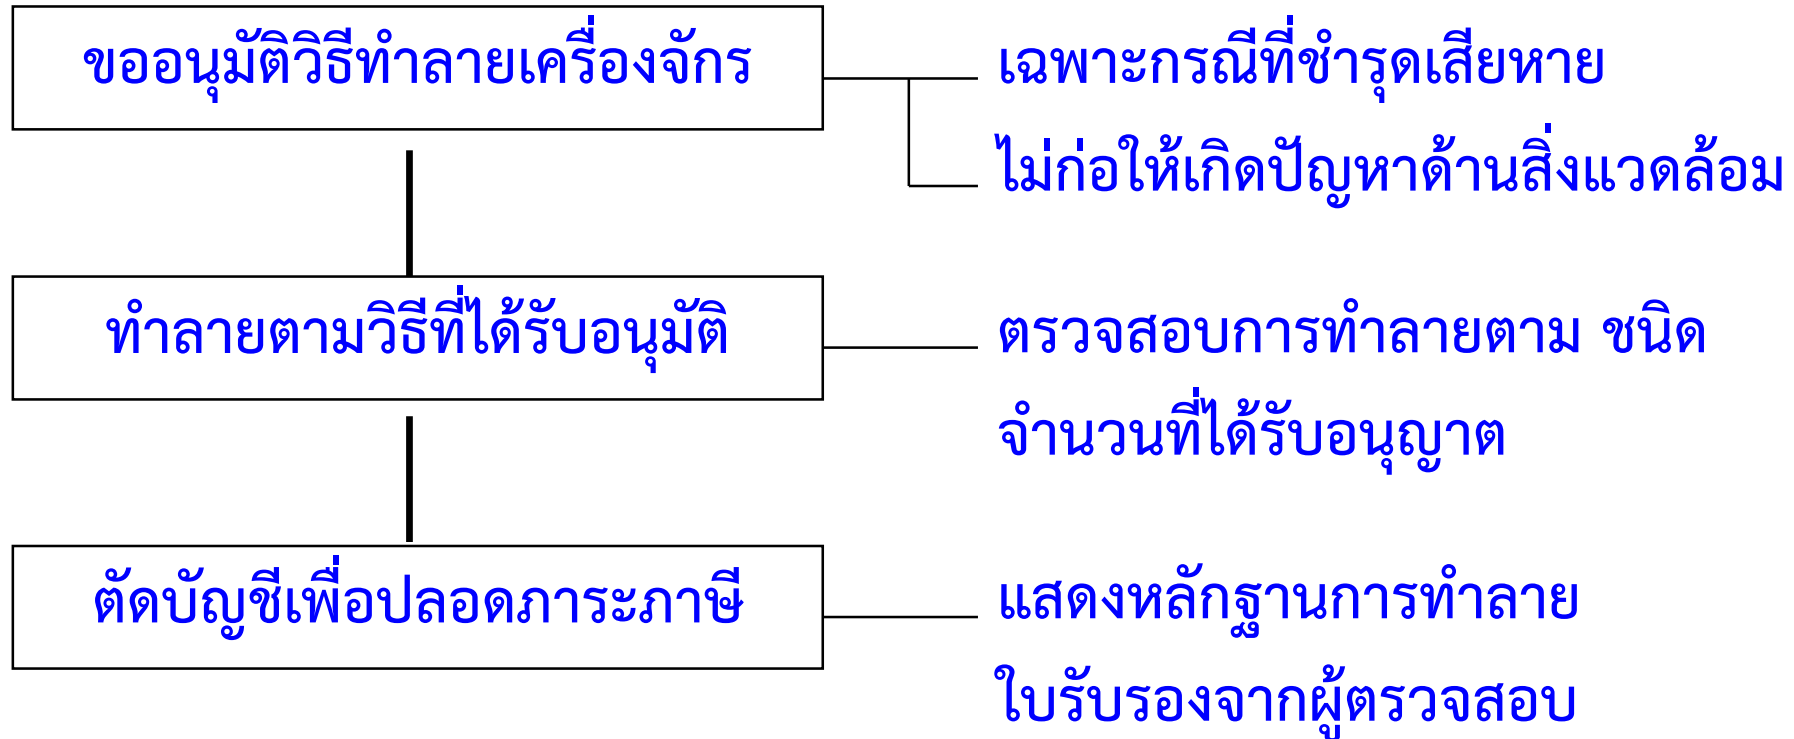 ขออนุมัติวิธีทำลายเครื่องจักร
เฉพาะกรณีที่ชำรุดเสียหาย
ไม่ก่อให้เกิดปัญหาด้านสิ่งแวดล้อม
ทำลายตามวิธีที่ได้รับอนุมัติ
ตรวจสอบการทำลายตาม ชนิด
จำนวนที่ได้รับอนุญาต
ตัดบัญชีเพื่อปลอดภาระภาษี
แสดงหลักฐานการทำลาย
ใบรับรองจากผู้ตรวจสอบ